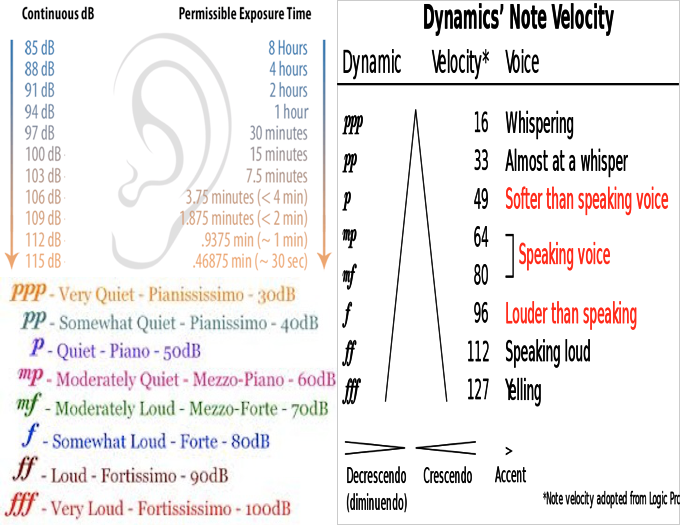 Continuous dB Permissible Exposure Time
85 dB 8 Hours
88 dB 4 hours
91 dB 2 hours
94 dB 1 hour
97 dB 30 minutes
100 dB 15 minutes
103 dB 7.5 minutes
106 dB 3.75 minutes (< 4 min)
109 dB 1.875 minutes (< 2 min)
112 dB .9375 min (~ 1 min)
115 dB .46875 min (~ 30 sec)
ppp - Very Quiet - Pianississimo - 30dB
pp - Somewhat Quiet - Pianissimo - 40dB
p - Quiet - Piano - 50dB
mp - Moderately Quiet - Mezzo-Piano - 60dB
mf - Moderately Loud - Mezzo-Forte - 70dB
f - Somewhat Loud - Forte - 80dB
ff - Loud - Fortissimo - 90dB
fff - Very Loud - Fortississimo - 100dB
Dynamics' Note Velocity
Dynamic Velocity* Voice
ppp 16 Whispering
pp 33 Almost at a whisper
p 49 Softer than speaking voice
mp 64
Speaking voice
mf 80
f 96 Louder than speaking
ff 112 Speaking loud
fff 127 Yelling
Decrescendo Crescendo Accent
(diminuendo)
*Note velocity adopted from Logic Pro